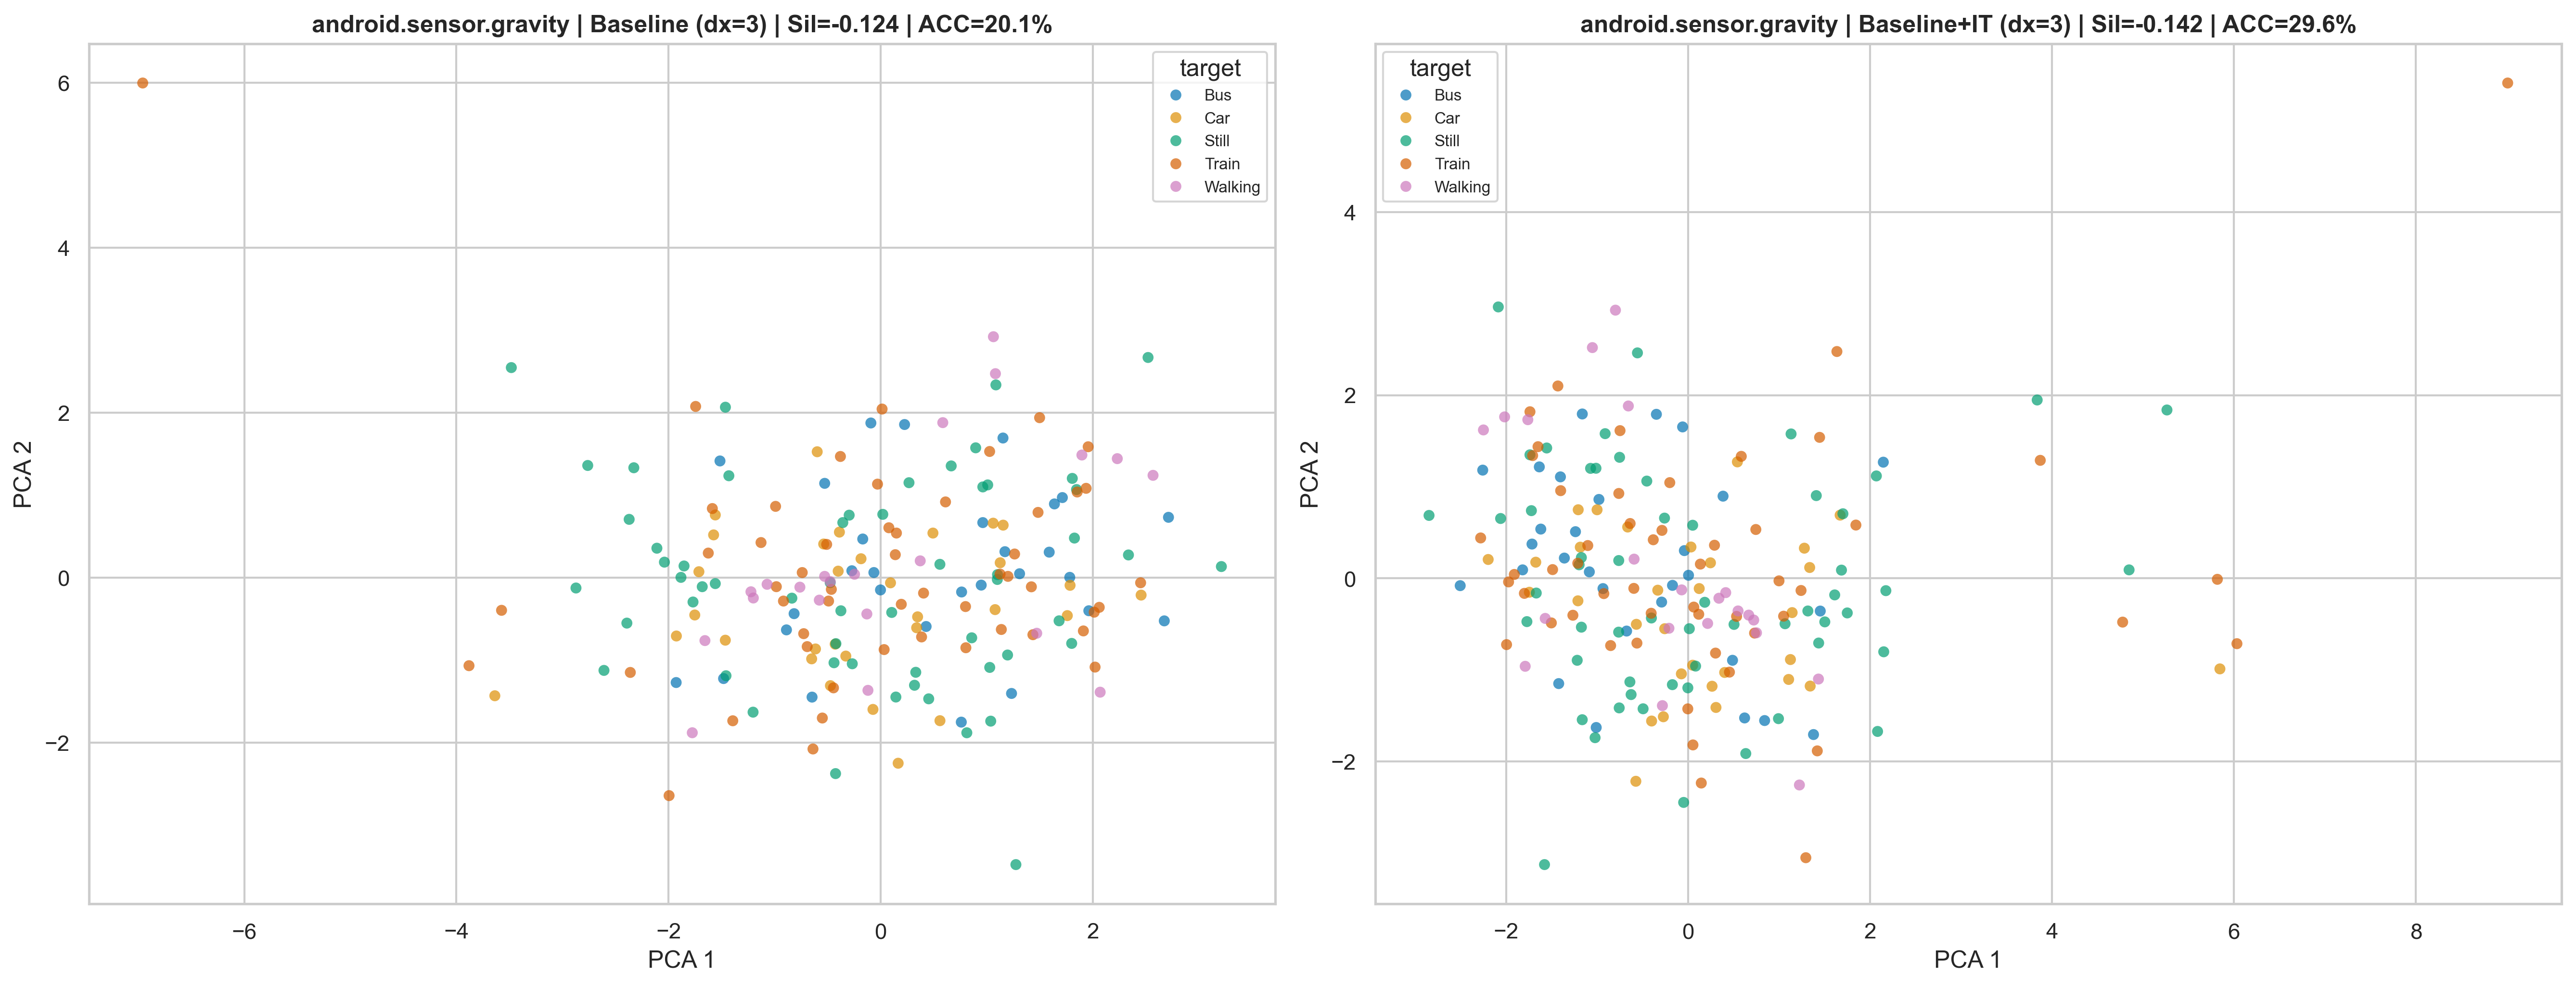 android.sensor.gravity | Baseline (dx=3) | Sil=-0.124 | ACC=20.1%
target
Bus
Car
Still
Train
Walking
6
4
2
0
−2
PCA 2
−6
−4
−2
0
2
PCA 1
android.sensor.gravity | Baseline+IT (dx=3) | Sil=-0.142 | ACC=29.6%
target
Bus
Car
Still
Train
Walking
4
2
0
−2
PCA 2
−2
0
2
4
6
8
PCA 1